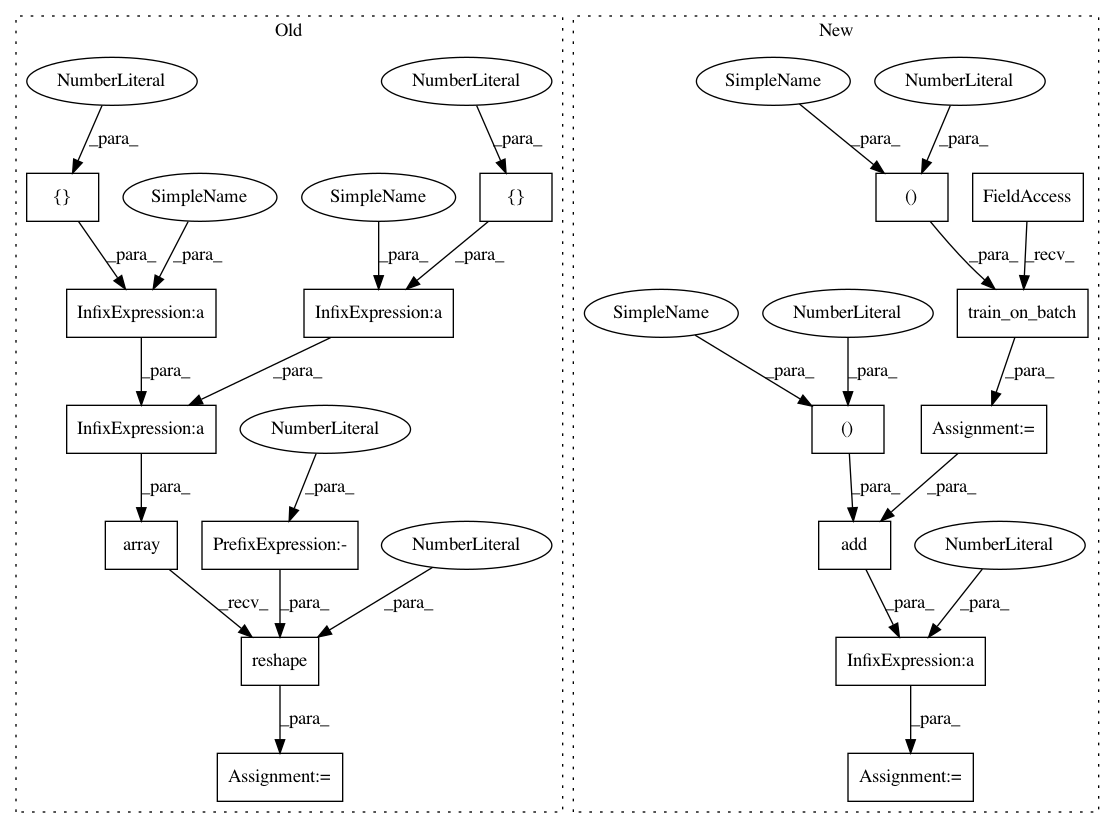 Old
New
NumberLiteral
NumberLiteral
SimpleName
NumberLiteral
_para_
_para_
_para_
_para_
{}
SimpleName
SimpleName
{}
()
FieldAccess
_para_
_para_
_para_
_para_
_para_
_recv_
InfixExpression:a
InfixExpression:a
SimpleName
NumberLiteral
train_on_batch
_para_
_para_
_para_
_para_
_para_
InfixExpression:a
NumberLiteral
()
Assignment:=
_para_
_para_
_para_
_para_
array
PrefixExpression:-
NumberLiteral
add
NumberLiteral
_recv_
_para_
_para_
_para_
_para_
reshape
InfixExpression:a
_para_
_para_
Assignment:=
Assignment:=